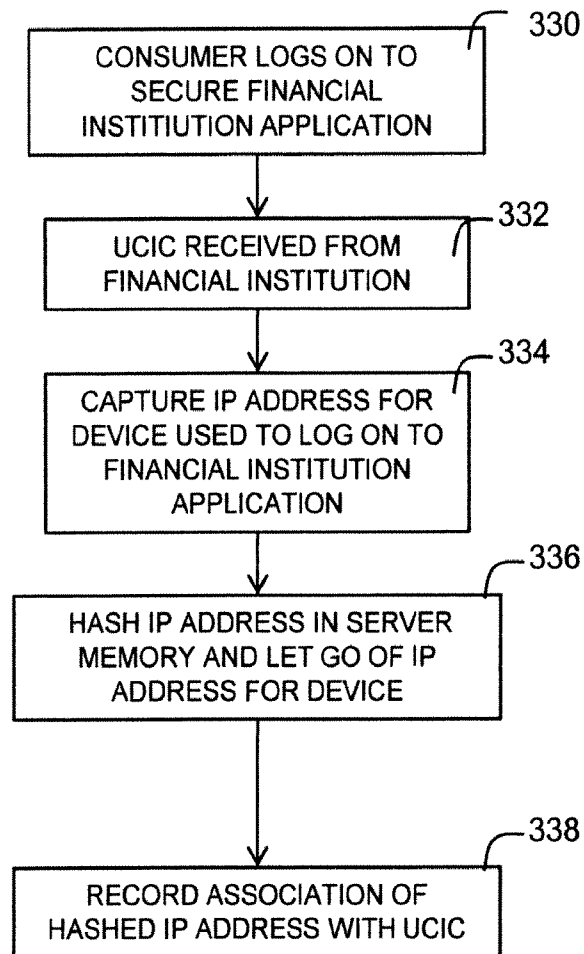 330
CONSUMER LOGS ON TO
SECURE FINANCIAL
INSTITIUTION APPLICATION
332
UCIC RECEIVED FROM
FINANCIAL INSTITUTION
334
CAPTURE IP ADDRESS FOR
DEVICE USED TO LOG ON TO
FINANCIAL INSTITUTION
APPLICATION
336
HASH IP ADDRESS IN SERVER
MEMORY AND LET GO OF IP
ADDRESS FOR DEVICE
338
RECORD ASSOCIATION OF
HASHED IP ADDRESS WITH UCIC